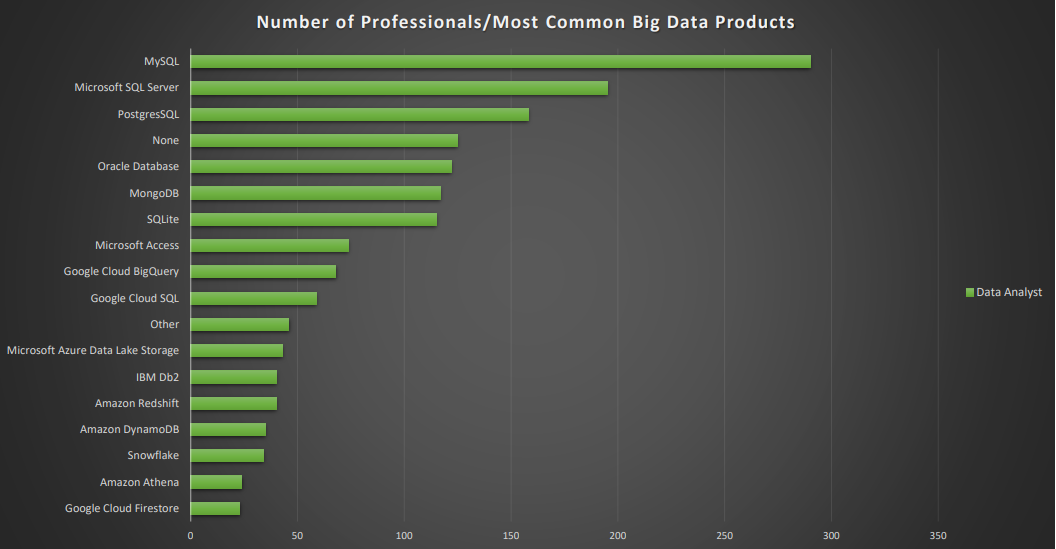 Number of Professionals/Most Common Big Data Products
MySQL
Microsoft SQL Server
PostgresSQL
None
Oracle Database
MongoDB
SQLite
Microsoft Access
Google Cloud BigQuery
Google Cloud SQL
Other
Microsoft Azure Data Lake Storage
IBM Db2
Amazon Redshift
Amazon DynamoDB
Snowflake
Amazon Athena
Google Cloud Firestore
0 50 100 150 200 250 300 350
Data Analyst